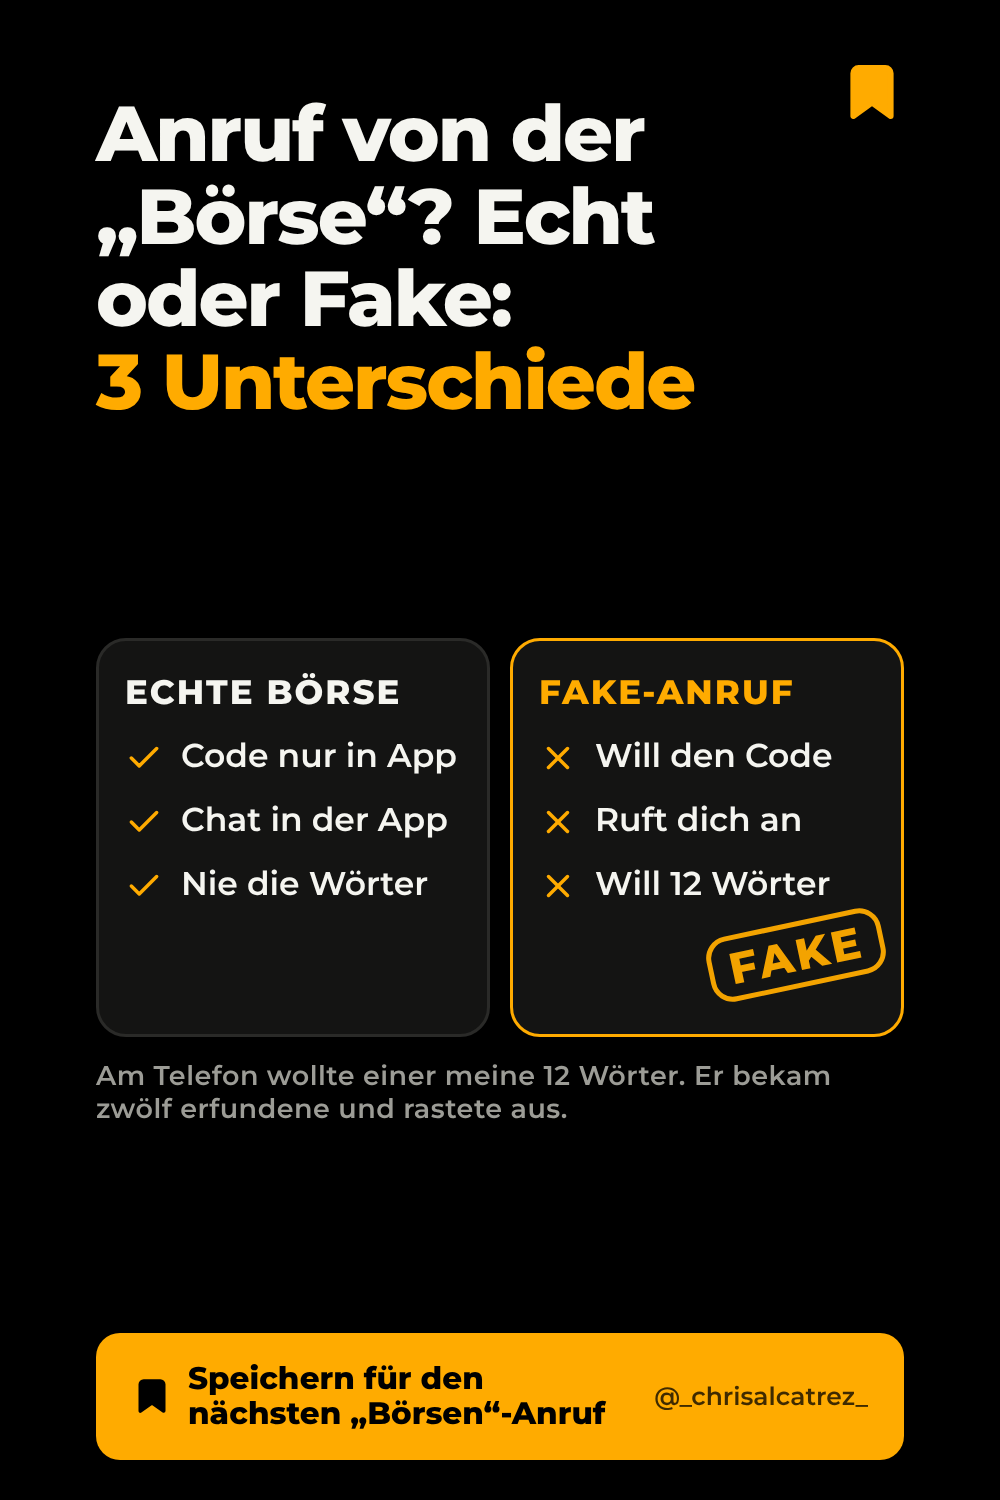 Anruf von der
„Börse“? Echt
oder Fake:
3 Unterschiede
ECHTE BÖRSE
Code nur in App
Chat in der App
Nie die Wörter
FAKE-ANRUF
Will den Code
Ruft dich an
Will 12 Wörter
FAKE
Am Telefon wollte einer meine 12 Wörter. Er bekam
zwölf erfundene und rastete aus.
Speichern für den
nächsten „Börsen“-Anruf
@_chrisalcatrez_